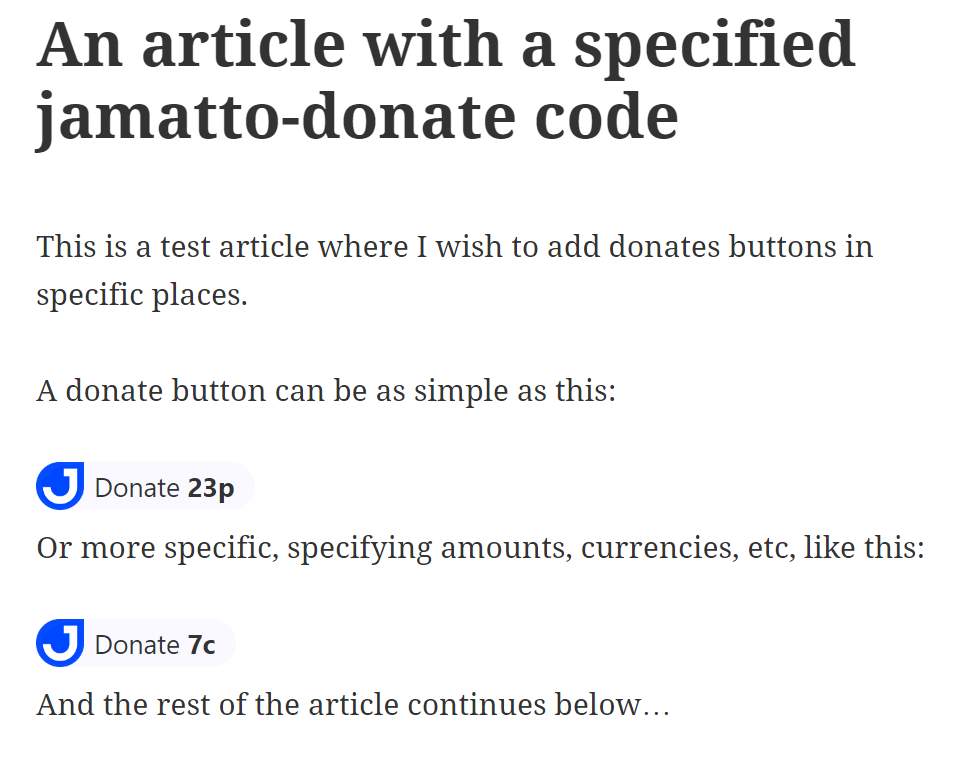 An article with a specified
jamatto-donate code
This is a test article where I wish to add donates buttons in
specific places.
A donate button can be as simple as this:
J Donate 23p
Or more specific, specifying amounts, currencies, etc, like this:
J Donate 7c
And the rest of the article continues below…